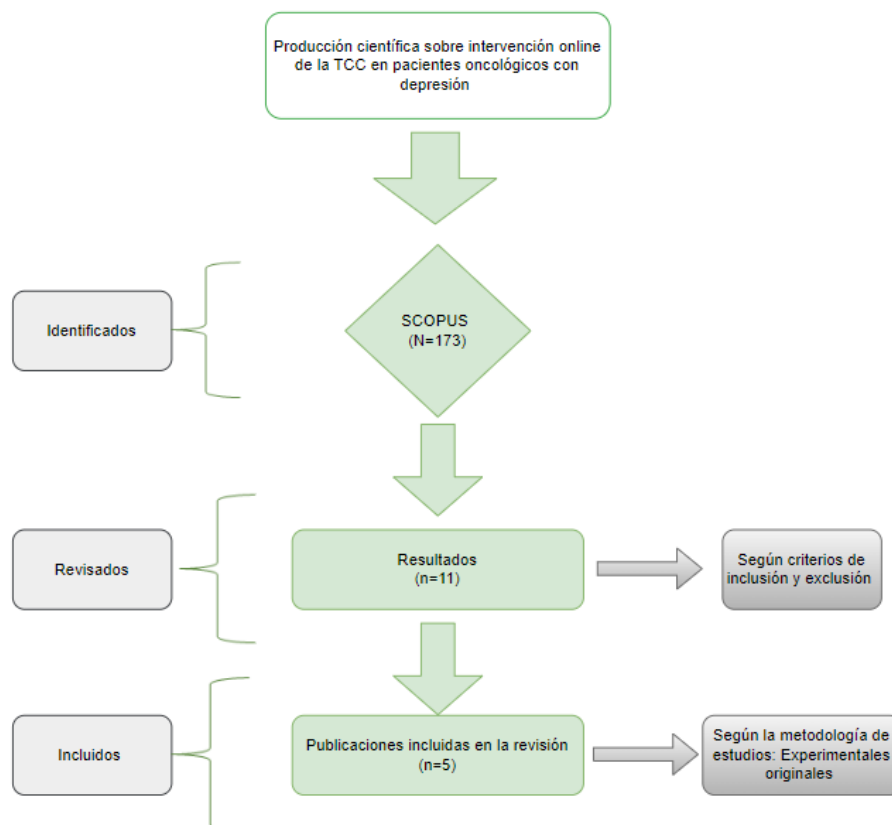 Producción científica sobre intervención online
de la TCC en pacientes oncológicos con
depresión
Identificados
SCOPUS
(N=173)
Revisados
Resultados
(n=11)
Según criterios de
inclusión y exclusión
Incluidos
Publicaciones incluidas en la revisión
(n=5)
Según la metodología de
estudios: Experimentales
originales